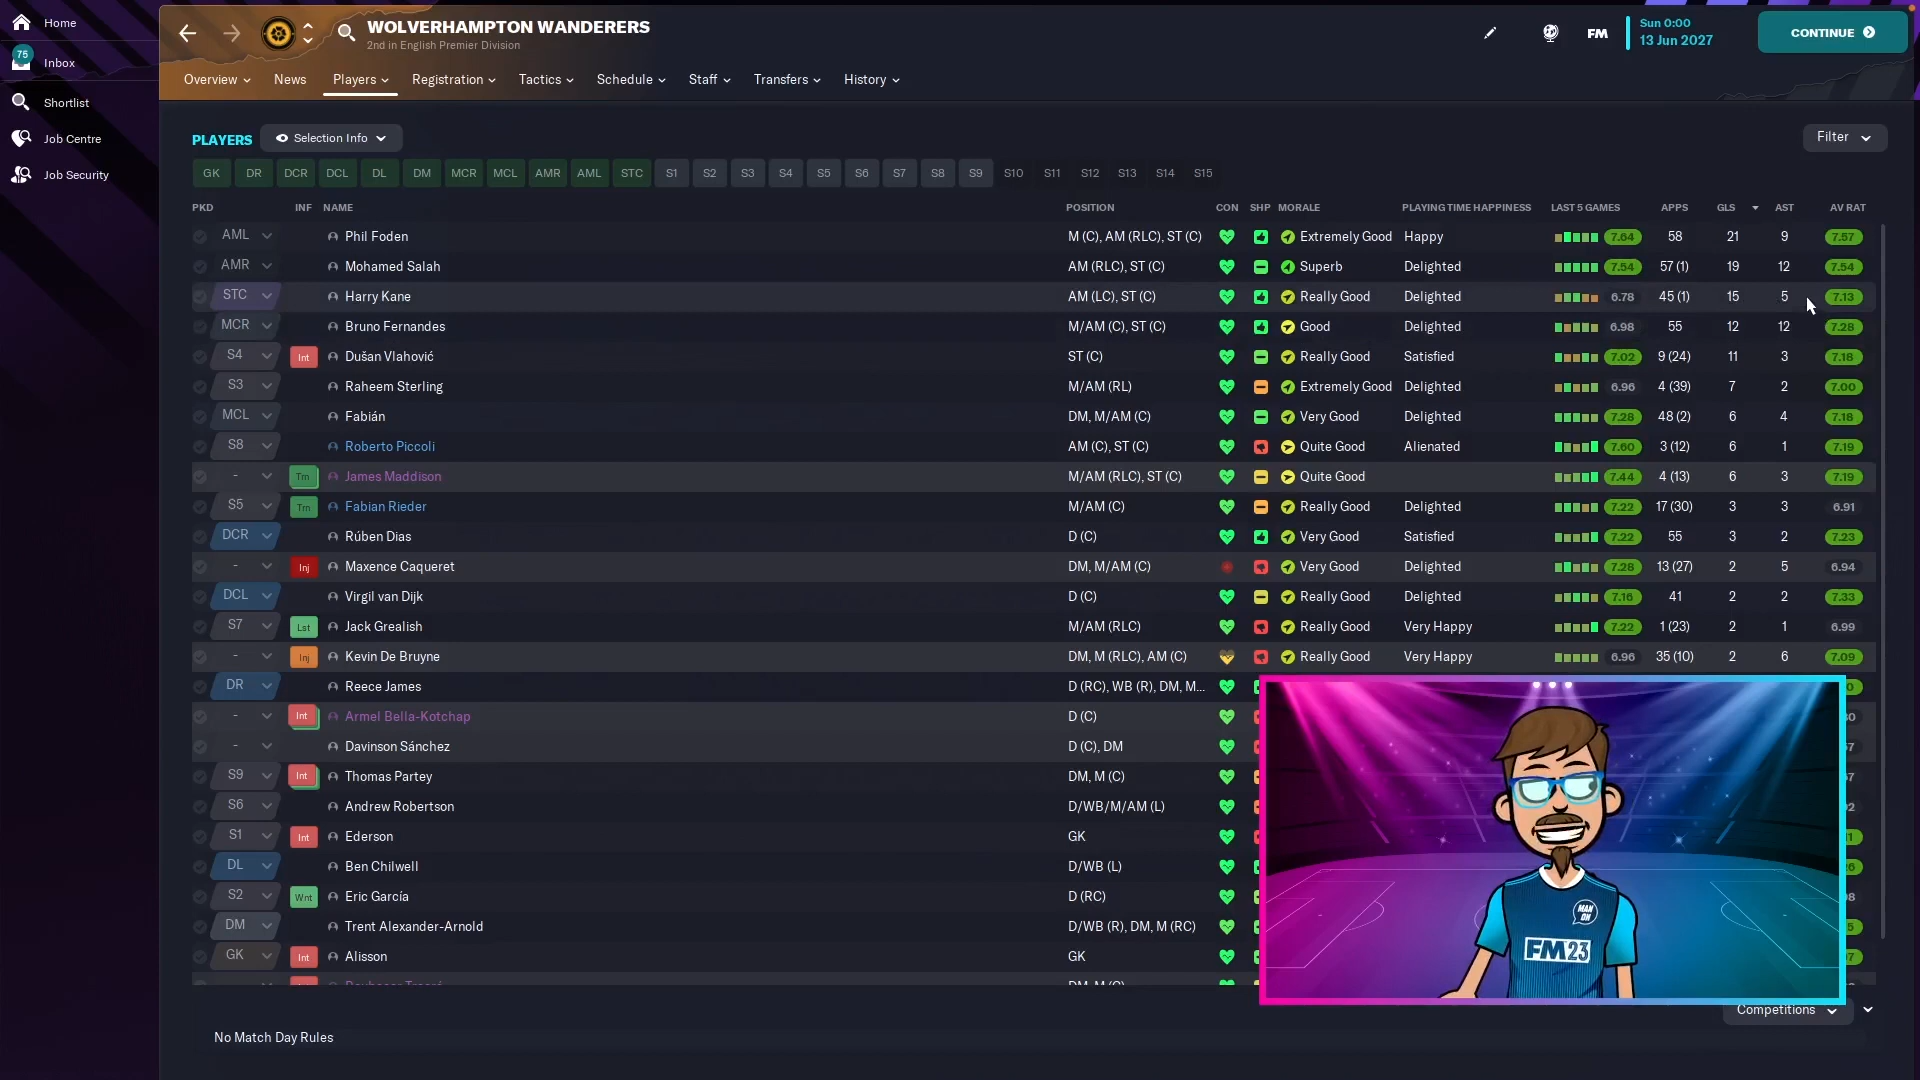 Home
75
Inbox
Shortlist
Job Centre
Job Security
WOLVERHAMPTON WANDERERS
2nd in English Premier Division
FM
Sun 0:00
13 Jun 2027
CONTINUE
Overview News Players Registration Tactics Schedule Staff Transfers History
PLAYERS Selection Info Filter
GK DR DCR DCL DL DM MCR MCL AMR AML STC S1 S2 S3 S4 S5 S6 S7 S8 S9 S10 S11 S12 S13 S14 S15
PKD INF NAME POSITION CON SHP MORALE PLAYING TIME HAPPINESS LAST 5 GAMES APPS GLS AST AV RAT
AML Phil Foden M (C), AM (RLC), ST (C) Extremely Good Happy 7.64 58 21 9 7.57
AMR Mohamed Salah AM (RLC), ST (C) Superb Delighted 7.54 57 (1) 19 12 7.54
STC Harry Kane AM (LC), ST (C) Really Good Delighted 6.78 45 (1) 15 5 7.13
MCR Bruno Fernandes M/AM (C), ST (C) Good Delighted 6.98 55 12 12 7.28
S4 Int Dušan Vlahović ST (C) Really Good Satisfied 7.02 9 (24) 11 3 7.18
S3 Raheem Sterling M/AM (RL) Extremely Good Delighted 6.96 4 (39) 7 2 7.00
MCL Fabián DM, M/AM (C) Very Good Delighted 7.28 48 (2) 6 4 7.18
S8 Roberto Piccoli AM (C), ST (C) Quite Good Alienated 7.60 3 (12) 6 1 7.19
- Trn James Maddison M/AM (RLC), ST (C) Quite Good 7.44 4 (13) 6 3 7.19
S5 Trn Fabian Rieder M/AM (C) Really Good Delighted 7.22 17 (30) 3 3 6.91
DCR Rúben Dias D (C) Very Good Satisfied 7.22 55 3 2 7.23
- Inj Maxence Caqueret DM, M/AM (C) Very Good Delighted 7.28 13 (27) 2 5 6.94
DCL Virgil van Dijk D (C) Really Good Delighted 7.16 41 2 2 7.33
S7 Lst Jack Grealish M/AM (RLC) Really Good Very Happy 7.22 1 (23) 2 1 6.99
- Inj Kevin De Bruyne DM, M (RLC), AM (C) Really Good Very Happy 6.96 35 (10) 2 6 7.09
DR Reece James D (RC), WB (R), DM, M...
- Int Armel Bella-Kotchap D (C)
- Davinson Sánchez D (C), DM
S9 Int Thomas Partey DM, M (C)
S6 Andrew Robertson D/WB/M/AM (L)
S1 Int Ederson GK
DL Ben Chilwell D/WB (L)
S2 Wnt Eric García D (RC)
DM Trent Alexander-Arnold D/WB (R), DM, M (RC)
GK Int Alisson GK
MAN ON
FM23
Competitions
No Match Day Rules